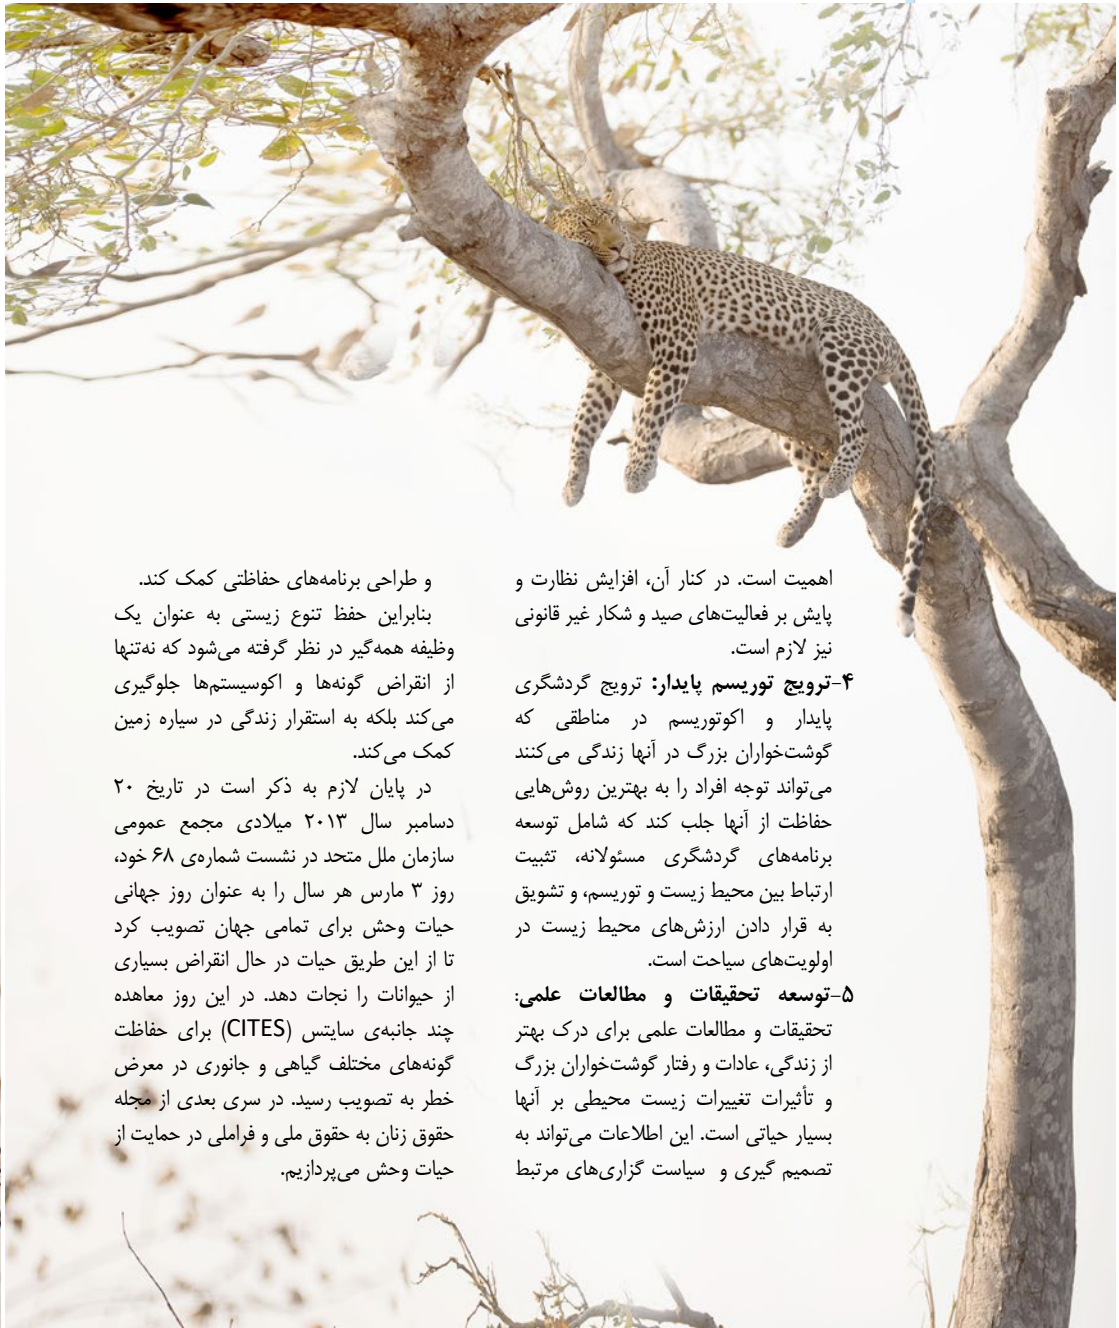 اهمیت است. در کنار آن، افزایش نظارت و
پایش بر فعالیت‌های صید و شکار غیر قانونی
نیز لازم است.
۴-ترویج توریسم پایدار: ترویج گردشگری
پایدار و اکوتوریسم در مناطقی که
گوشت‌خواران بزرگ در آنها زندگی می‌کنند
می‌تواند توجه افراد را به بهترین روش‌هایی
حفاظت از آنها جلب کند که شامل توسعه
برنامه‌های گردشگری مسئولانه، تثبیت
ارتباط بین محیط زیست و توریسم، و تشویق
به قرار دادن ارزش‌های محیط زیست در
اولویت‌های سیاحت است.
۵-توسعه تحقیقات و مطالعات علمی:
تحقیقات و مطالعات علمی برای درک بهتر
از زندگی، عادات و رفتار گوشت‌خواران بزرگ
و تأثیرات تغییرات زیست محیطی بر آنها
بسیار حیاتی است. این اطلاعات می‌تواند به
تصمیم گیری و سیاست گزاری‌های مرتبط
و طراحی برنامه‌های حفاظتی کمک کند.
بنابراین حفظ تنوع زیستی به عنوان یک
وظیفه همه‌گیر در نظر گرفته می‌شود که نه‌تنها
از انقراض گونه‌ها و اکوسیستم‌ها جلوگیری
می‌کند بلکه به استقرار زندگی در سیاره زمین
کمک می‌کند.
در پایان لازم به ذکر است در تاریخ ۲۰
دسامبر سال ۲۰۱۳ میلادی مجمع عمومی
سازمان ملل متحد در نشست شماره‌ی ۶۸ خود،
روز ۳ مارس هر سال را به عنوان روز جهانی
حیات وحش برای تمامی جهان تصویب کرد
تا از این طریق حیات در حال انقراض بسیاری
از حیوانات را نجات دهد. در این روز معاهده
چند جانبه‌ی سایتس (CITES) برای حفاظت
گونه‌های مختلف گیاهی و جانوری در معرض
خطر به تصویب رسید. در سری بعدی از مجله
حقوق زنان به حقوق ملی و فراملی در حمایت از
حیات وحش می‌پردازیم.